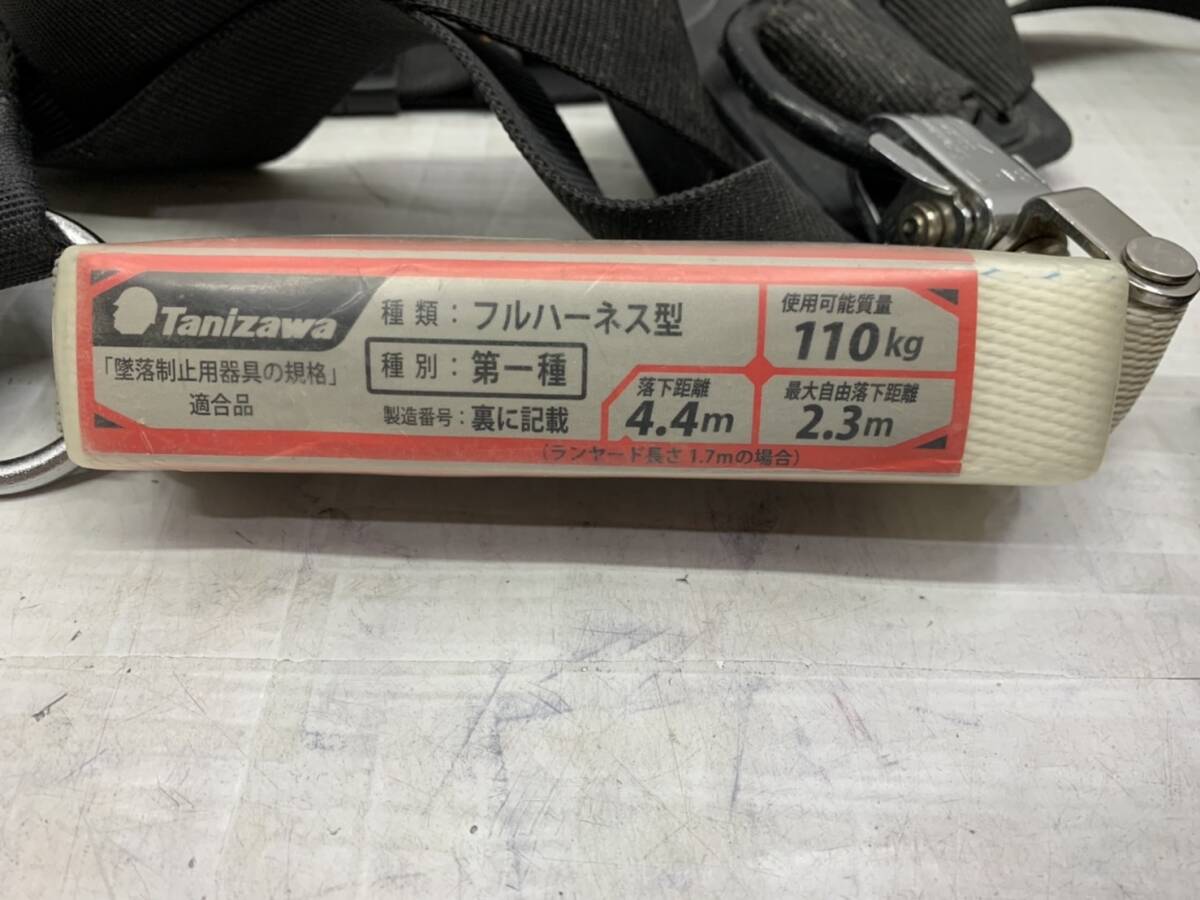 Tanizawa
「墜落制止用器具の規格」
適合品
種類：フルハーネス型
種別：第一種
製造番号：裏に記載
使用可能質量
110kg
落下距離
4.4m
最大自由落下距離
2.3m
（ランヤード長さ1.7mの場合）